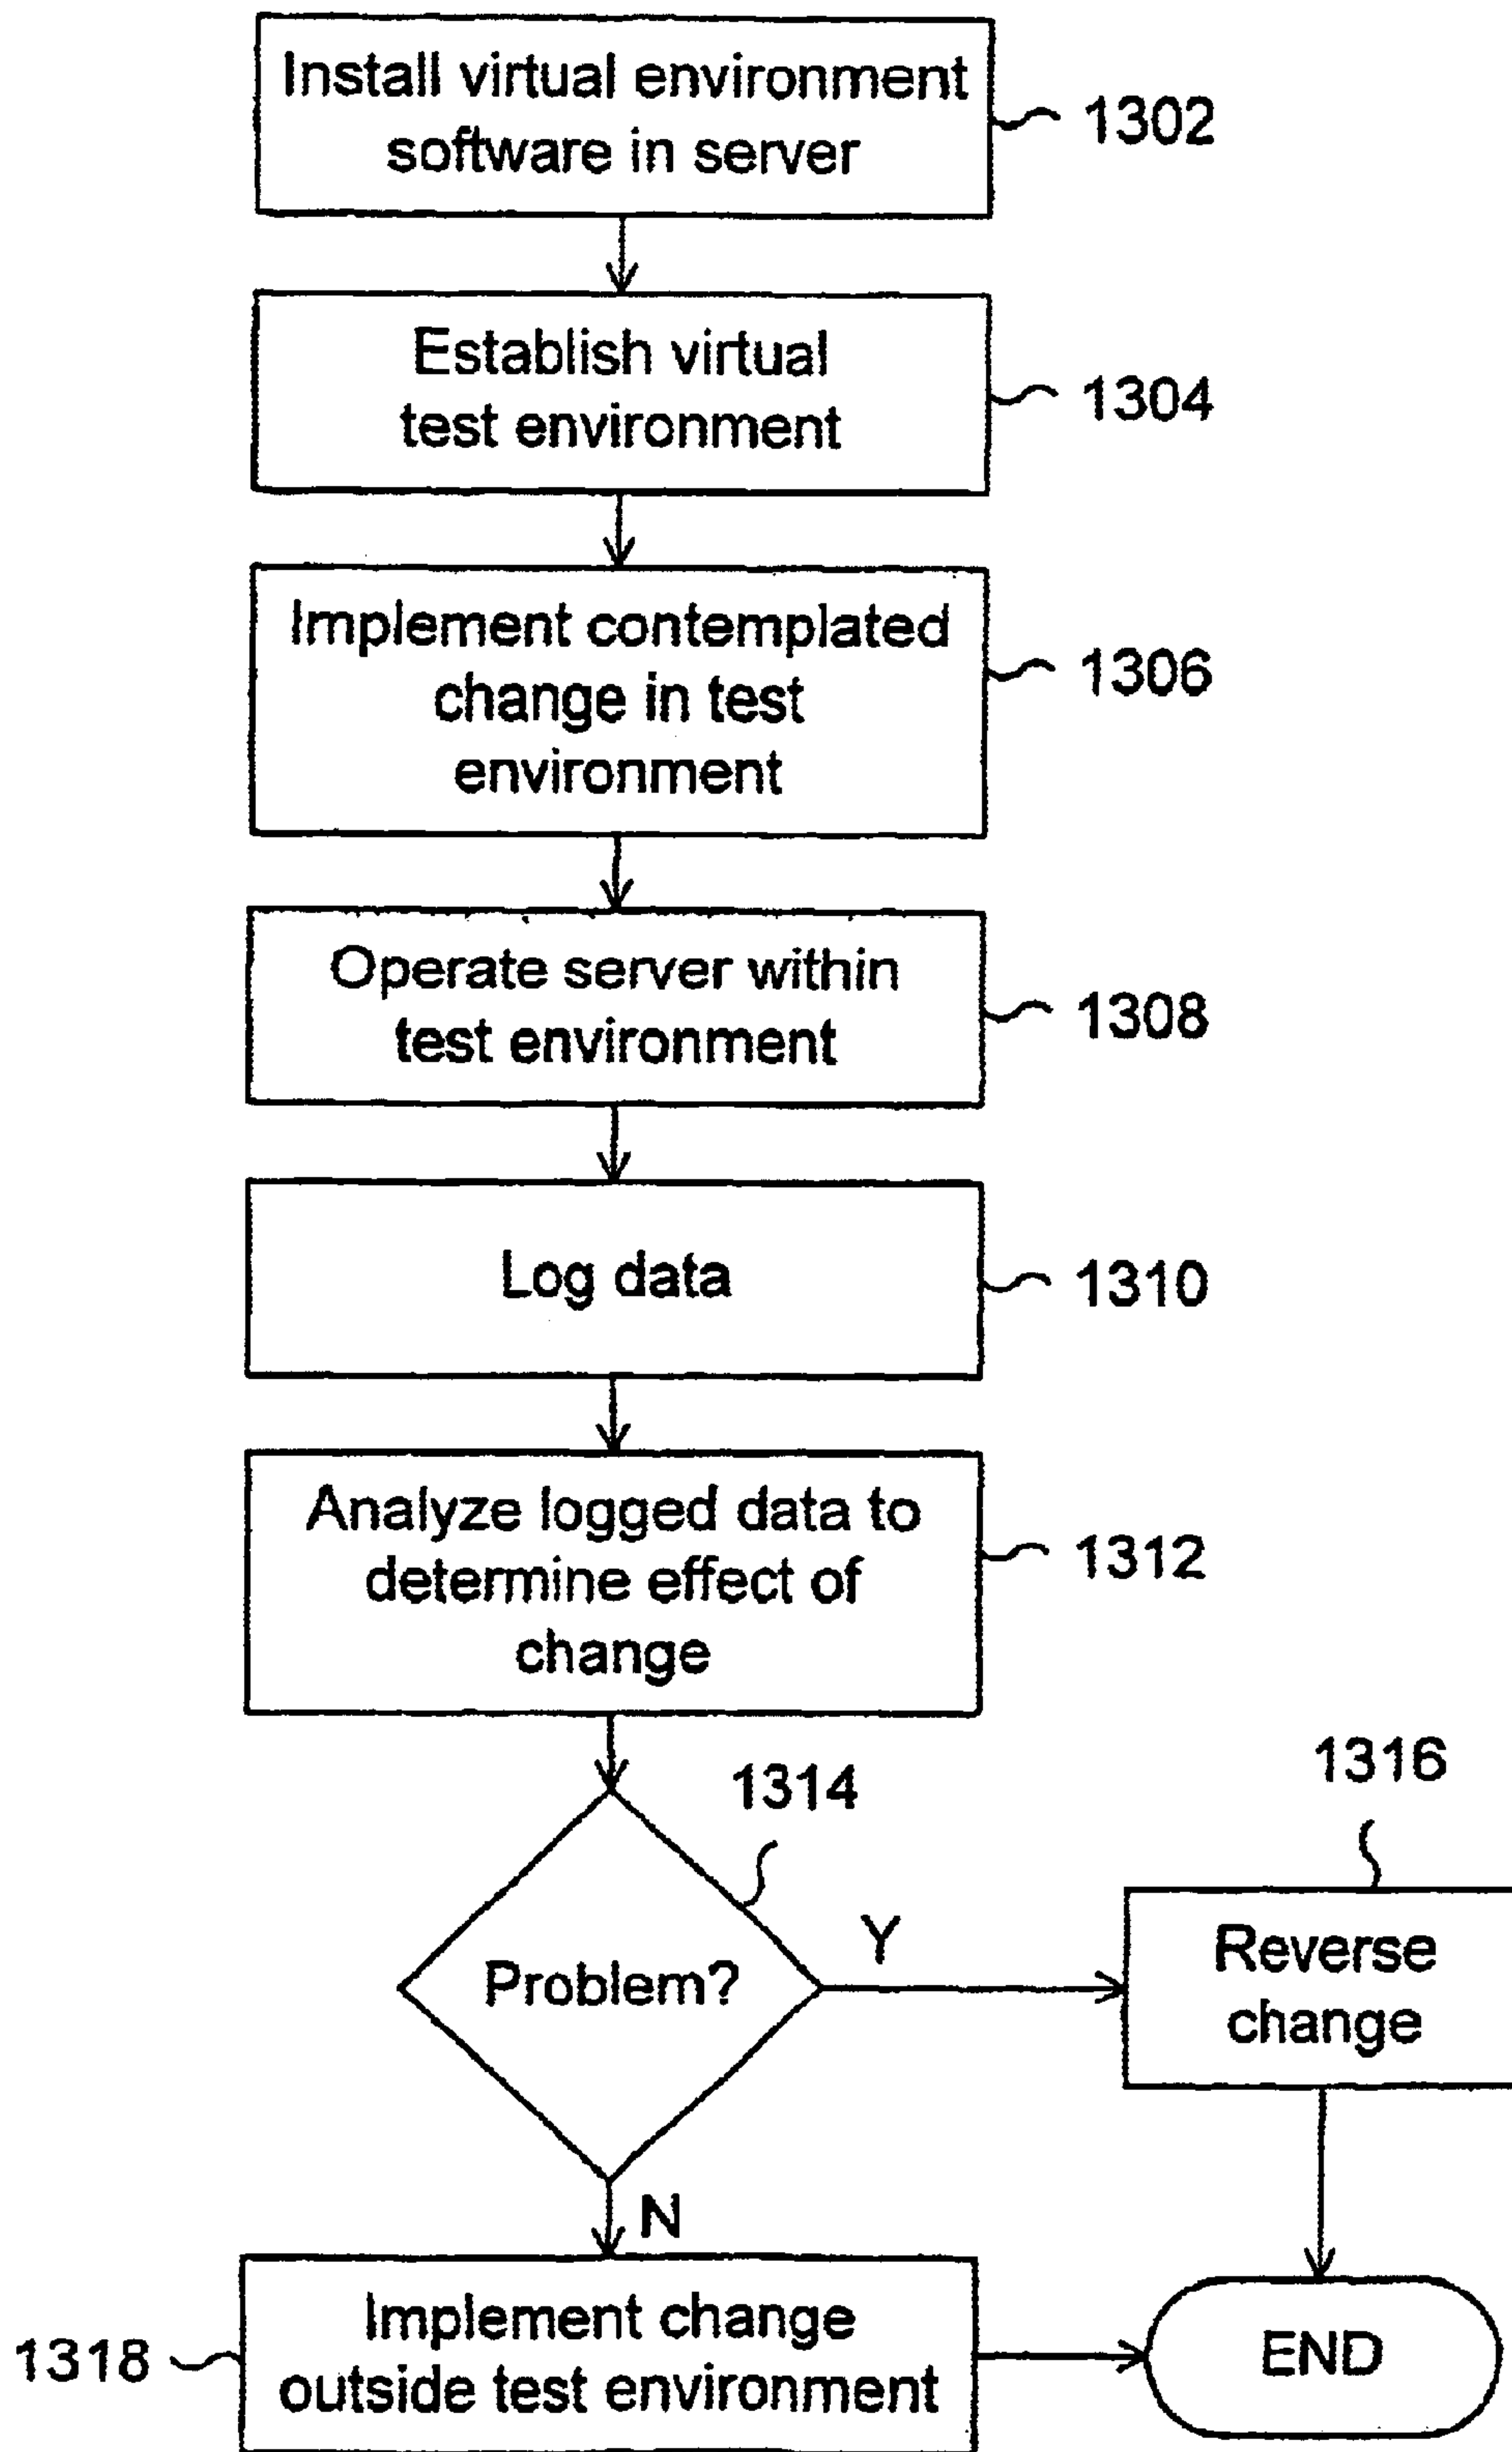 Install virtual environment
software in server
1302
Establish virtual
test environment
1304
Implement contemplated
change in test
environment
1306
Operate server within
test environment
1308
Log data
1310
Analyze logged data to
determine effect of
change
1312
1314
Problem?
Y
1316
Reverse
change
N
1318
Implement change
outside test environment
END